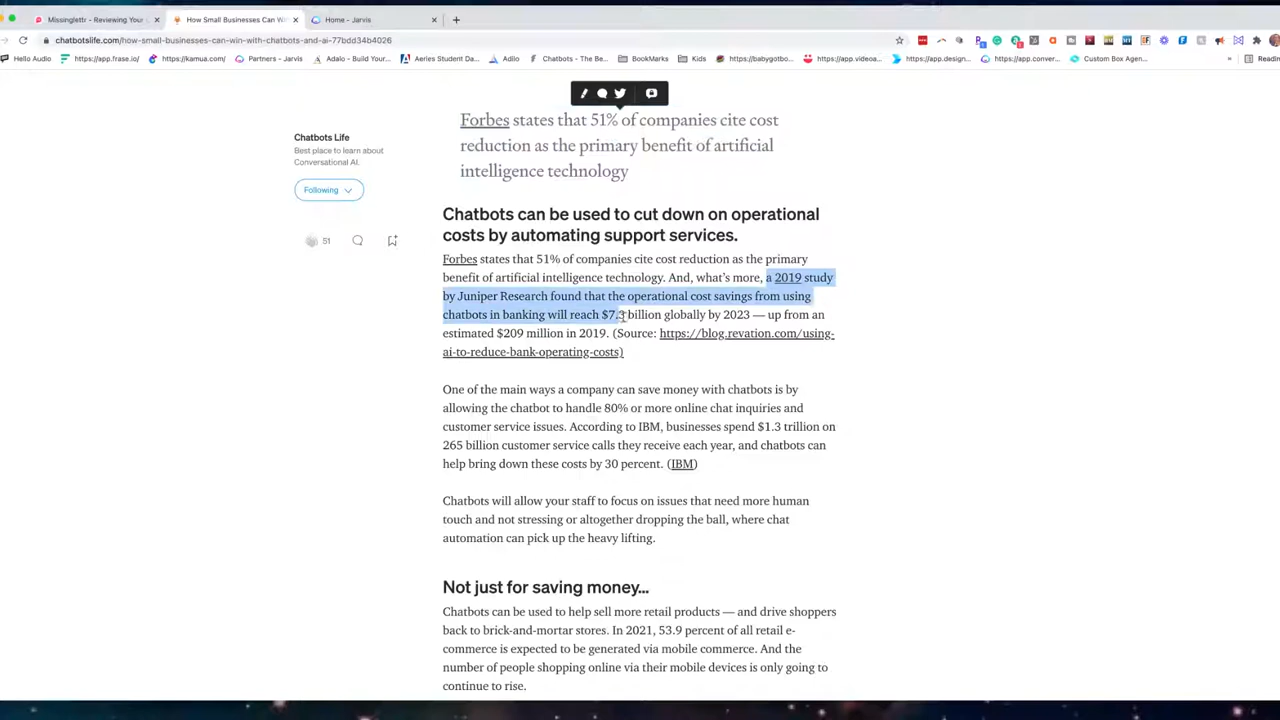 Missinglettr - Reviewing Your
How Small Businesses Can Wi
Home - Jarvis
chatbotslife.com/how-small-businesses-can-win-with-chatbots-and-ai-77bdd34b4026
Hello Audio
https://app.frase.io/
https://kamua.com/
Partners - Jarvis
Adalo - Build Your...
Aeries Student Da...
Adilo
Chatbots - The Be...
BookMarks
Kids
https://babygotbo...
https://app.videoa...
https://app.design...
https://app.conver...
Custom Box Agen...
»
Readin
Forbes states that 51% of companies cite cost
reduction as the primary benefit of artificial
intelligence technology
Chatbots Life
Best place to learn about
Conversational AI.
Following
51
Chatbots can be used to cut down on operational
costs by automating support services.
Forbes states that 51% of companies cite cost reduction as the primary
benefit of artificial intelligence technology. And, what's more, a 2019 study
by Juniper Research found that the operational cost savings from using
chatbots in banking will reach $7.3 billion globally by 2023 — up from an
estimated $209 million in 2019. (Source: https://blog.revation.com/using-
ai-to-reduce-bank-operating-costs)
One of the main ways a company can save money with chatbots is by
allowing the chatbot to handle 80% or more online chat inquiries and
customer service issues. According to IBM, businesses spend $1.3 trillion on
265 billion customer service calls they receive each year, and chatbots can
help bring down these costs by 30 percent. (IBM)
Chatbots will allow your staff to focus on issues that need more human
touch and not stressing or altogether dropping the ball, where chat
automation can pick up the heavy lifting.
Not just for saving money...
Chatbots can be used to help sell more retail products — and drive shoppers
back to brick-and-mortar stores. In 2021, 53.9 percent of all retail e-
commerce is expected to be generated via mobile commerce. And the
number of people shopping online via their mobile devices is only going to
continue to rise.